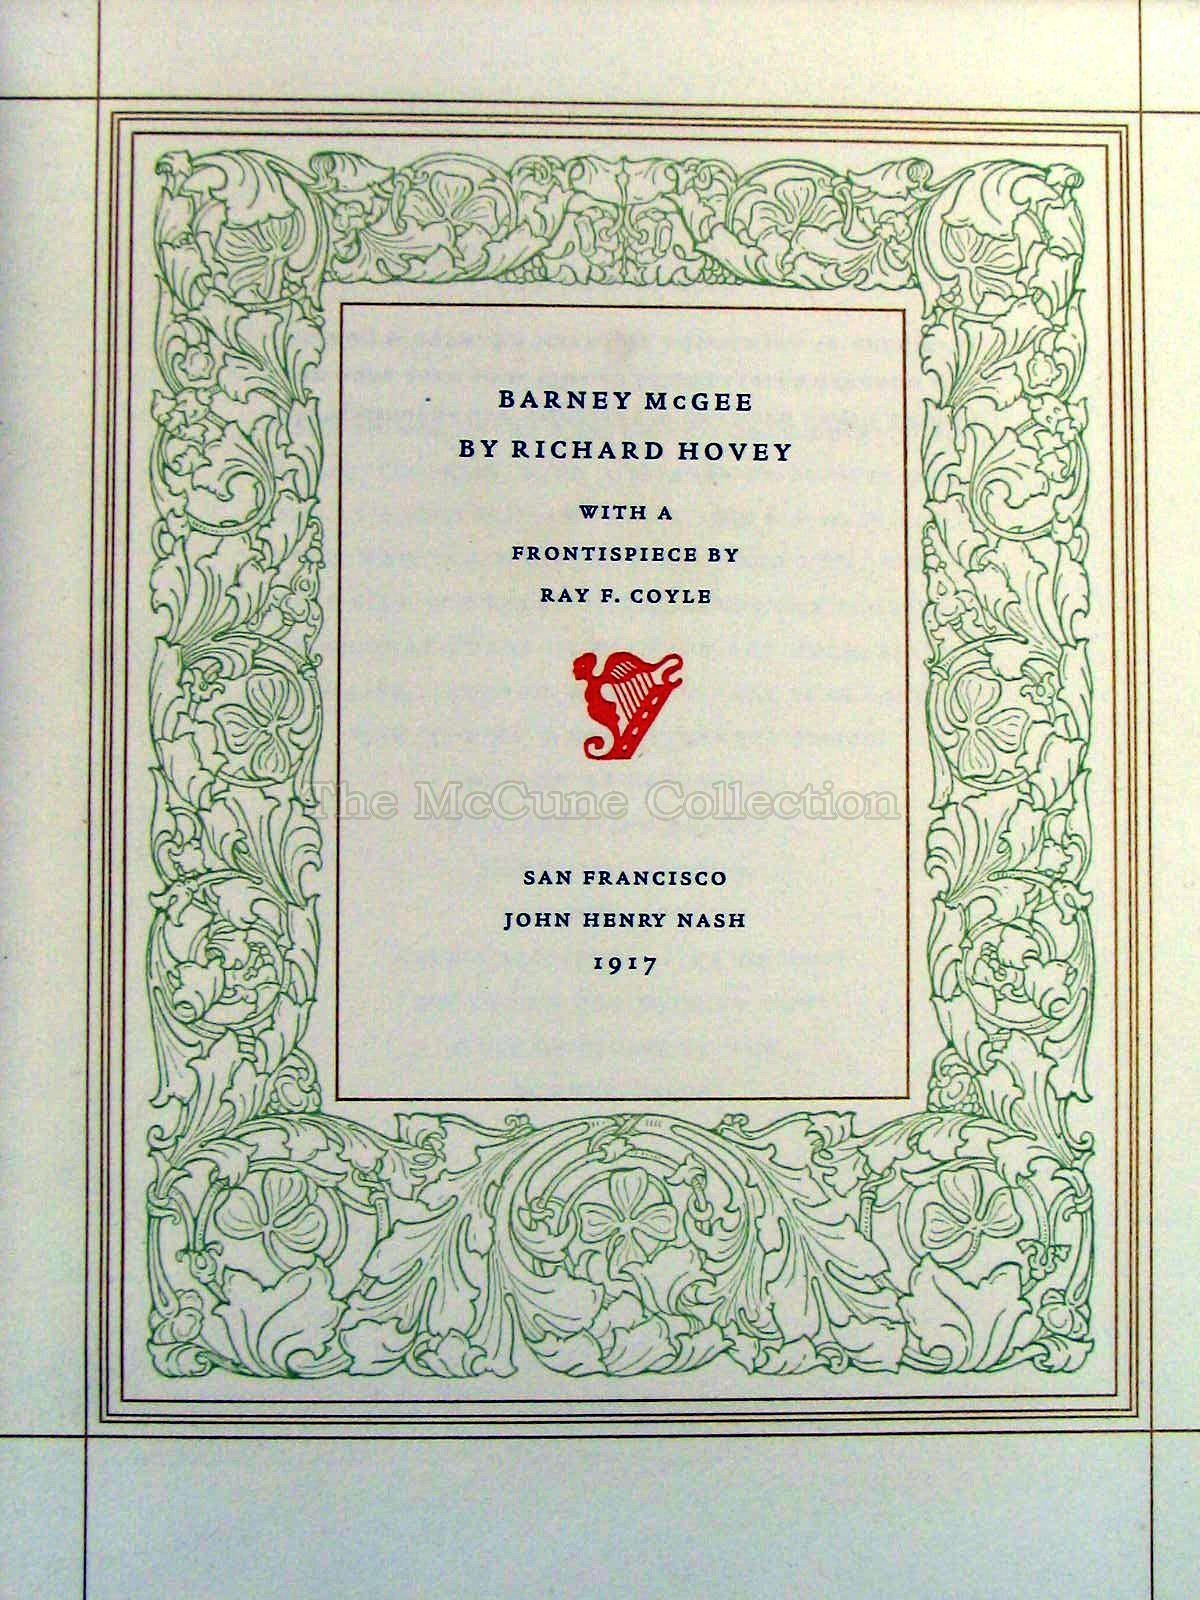 BARNEY McGEE
BY RICHARD HOVEY
WITH A
FRONTISPIECE BY
RAY F. COYLE
The McCune Collection
SAN FRANCISCO
JOHN HENRY NASH
1917